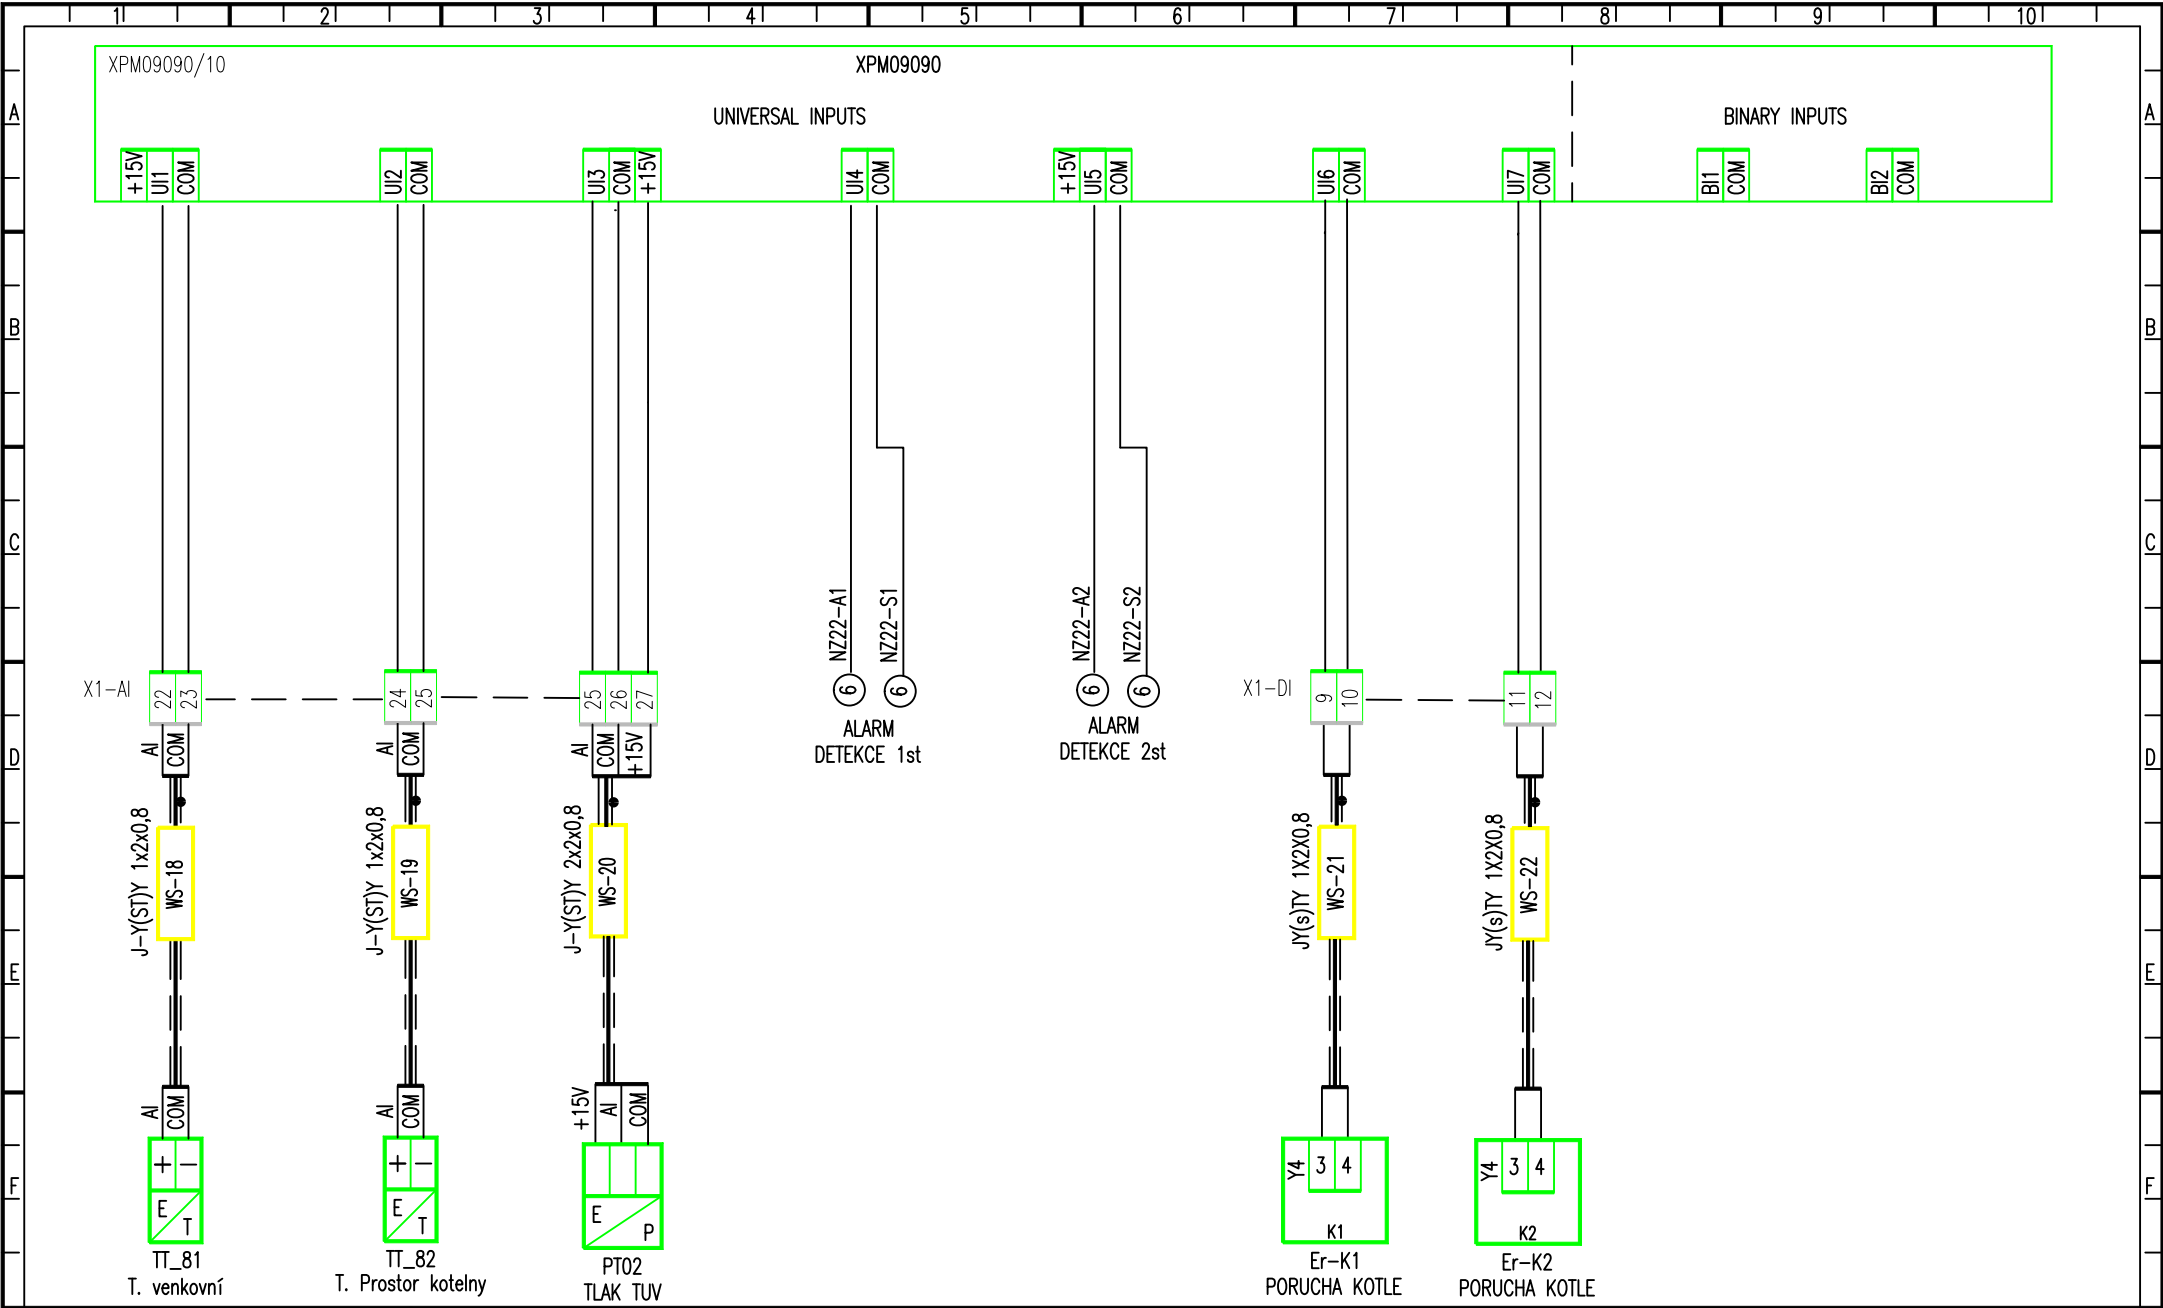 1 2 3 4 5 6 7 8 9 10
XPM09090/10 XPM09090
UNIVERSAL INPUTS BINARY INPUTS
A A
+15V UI1 COM UI2 COM UI3 COM +15V UI4 COM +15V UI5 COM UI6 COM UI7 COM BI1 COM BI2 COM
B B
C C
NZ22-A1 NZ22-S1 NZ22-A2 NZ22-S2
X1-AI 22 23 24 25 25 26 27 6 6 6 6 X1-DI 9 10 11 12
ALARM
DETEKCE 1st
ALARM
DETEKCE 2st
AI COM AI COM AI COM +15V
D D
J-Y(ST)Y 1x2x0,8 WS-18
J-Y(ST)Y 1x2x0,8 WS-19
J-Y(ST)Y 2x2x0,8 WS-20
JY(s)TY 1X2X0,8 WS-21
JY(s)TY 1X2X0,8 WS-22
E E
AI COM AI COM +15V AI COM
+ − + − Y4 3 4 Y4 3 4
F F
E T E T E P K1 K2
TT_81
T. venkovní
TT_82
T. Prostor kotelny
PT02
TLAK TUV
Er-K1
PORUCHA KOTLE
Er-K2
PORUCHA KOTLE